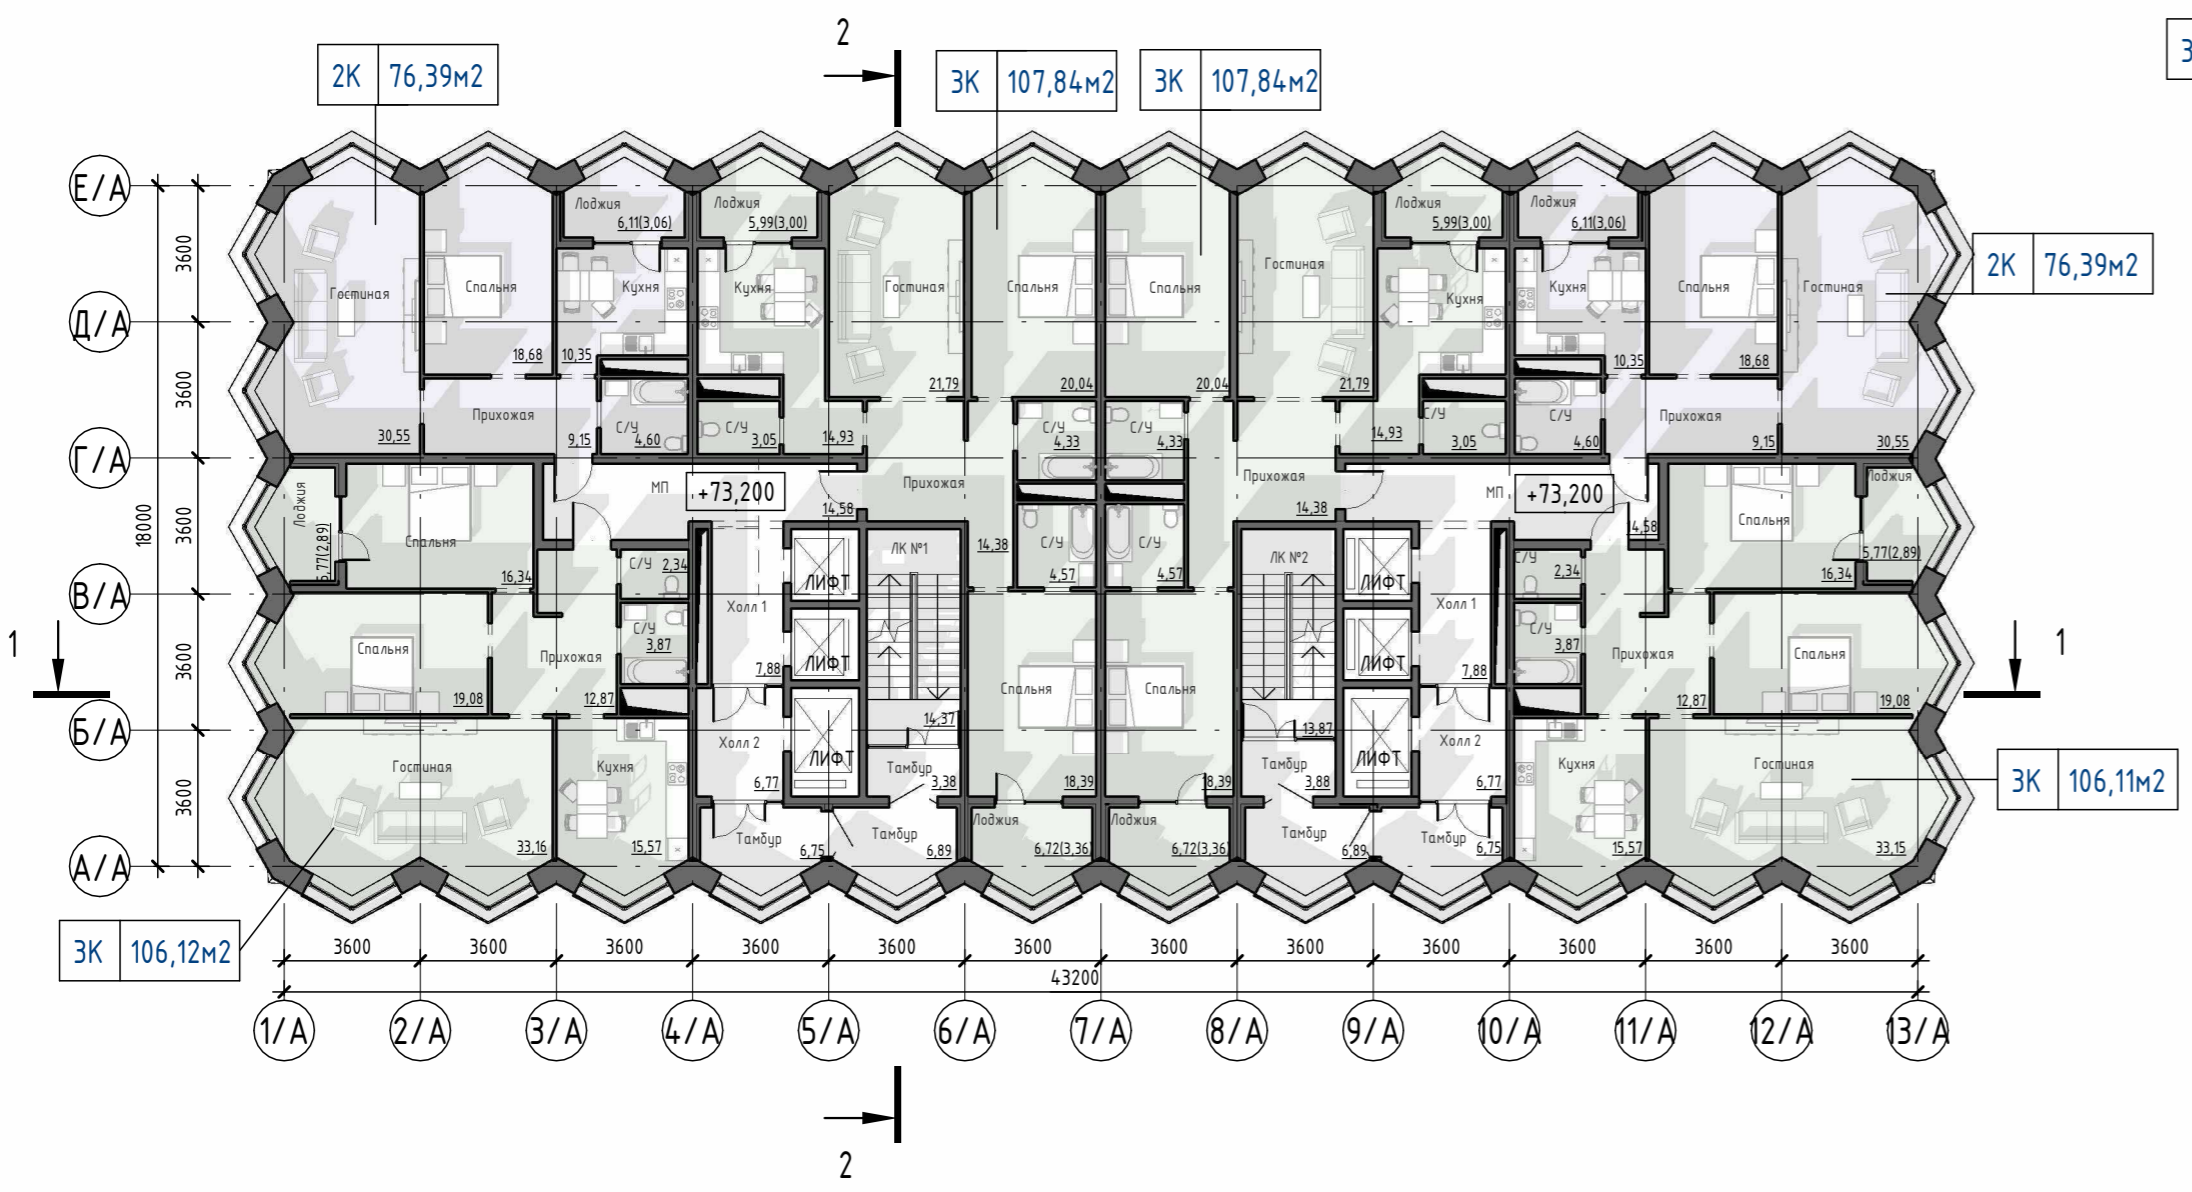 2
2К 76,39м2
3К 107,84м2
3К 107,84м2
3
Е/А
Лоджия
6,11(3,06)
Лоджия
5,99(3,00)
Лоджия
5,99(3,00)
Лоджия
6,11(3,06)
3600
2К 76,39м2
Гостиная
Спальня
Кухня
Кухня
Гостиная
Спальня
Спальня
Гостиная
Кухня
Кухня
Спальня
Гостиная
Д/А
18,68
10,35
21,79
20,04
20,04
21,79
10,35
18,68
3600
Прихожая
С/У
С/У
С/У
С/У
С/У
С/У
Прихожая
30,55
9,15
4,60
3,05
14,93
4,33
4,33
14,93
3,05
4,60
9,15
30,55
Г/А
Лоджия
МП
+73,200
Прихожая
Прихожая
МП
+73,200
Лоджия
18000
3600
14,58
14,38
14,58
Спальня
5,77(2,89)
ЛК №1
14,38
С/У
С/У
ЛК №2
Спальня
5,77(2,89)
16,34
С/У
2,34
ЛИФТ
4,57
4,57
ЛИФТ
С/У
2,34
16,34
В/А
Холл 1
Холл 1
1
3600
Спальня
Прихожая
С/У
3,87
ЛИФТ
ЛИФТ
С/У
3,87
Прихожая
Спальня
1
19,08
12,87
7,88
Спальня
Спальня
7,88
12,87
19,08
Б/А
14,37
13,87
Холл 2
Холл 2
Гостиная
Кухня
ЛИФТ
Тамбур
Тамбур
ЛИФТ
Кухня
Гостиная
3600
6,77
3,38
18,39
18,39
3,88
6,77
3К 106,11м2
Тамбур
Тамбур
Лоджия
Лоджия
Тамбур
Тамбур
33,16
15,57
6,75
6,89
6,72(3,36)
6,72(3,36)
6,89
6,75
15,57
33,15
А/А
3К 106,12м2
3600 3600 3600 3600 3600 3600 3600 3600 3600 3600 3600 3600
43200
1/А 2/А 3/А 4/А 5/А 6/А 7/А 8/А 9/А 10/А 11/А 12/А 13/А
2